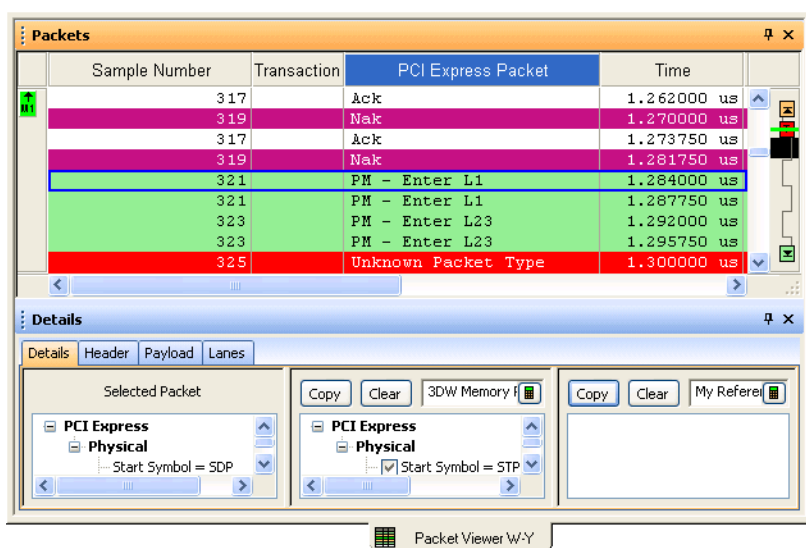 Packets
Sample Number Transaction PCI Express Packet Time
M1
317 Ack 1.262000 us
319 Nak 1.270000 us
317 Ack 1.273750 us
319 Nak 1.281750 us
321 PM - Enter L1 1.284000 us
321 PM - Enter L1 1.287750 us
323 PM - Enter L23 1.292000 us
323 PM - Enter L23 1.295750 us
325 Unknown Packet Type 1.300000 us
Details
Details Header Payload Lanes
Selected Packet Copy Clear 3DW Memory Copy Clear My Referen
PCI Express PCI Express
Physical Physical
Start Symbol = SDP Start Symbol = STP
Packet Viewer W-Y